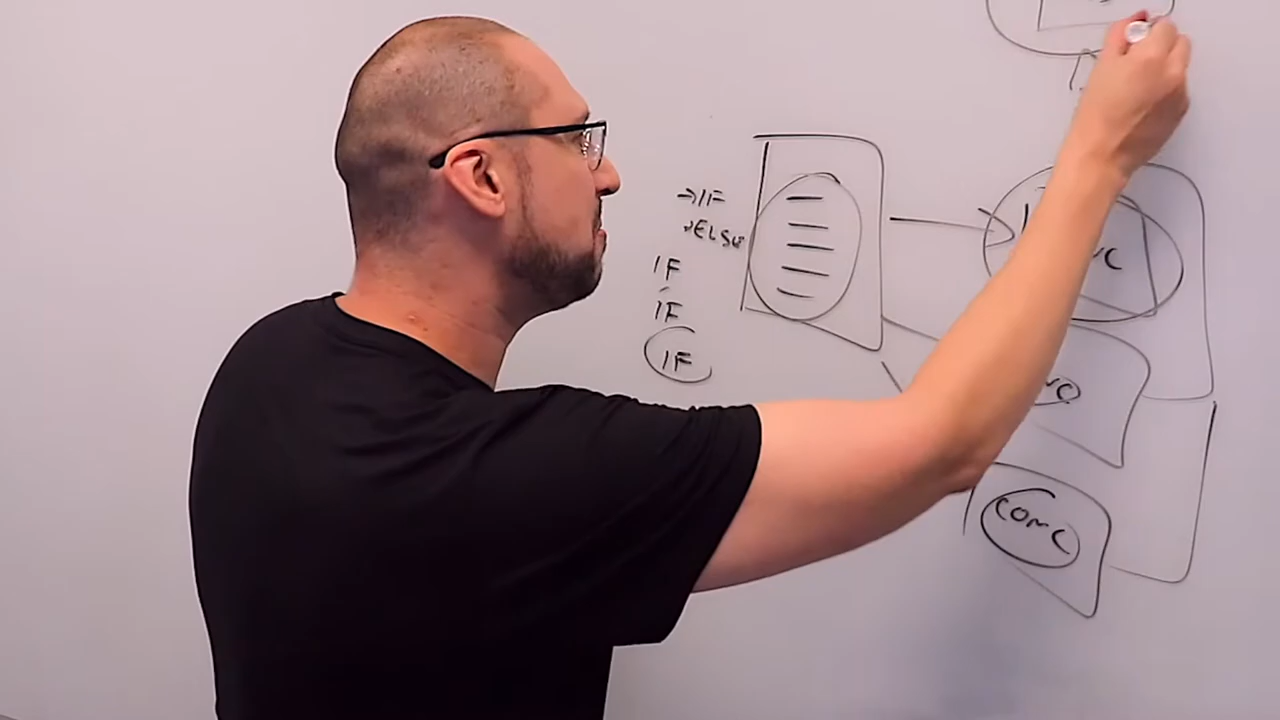 →IF
→ELSE
IF
IF
IF
CONC